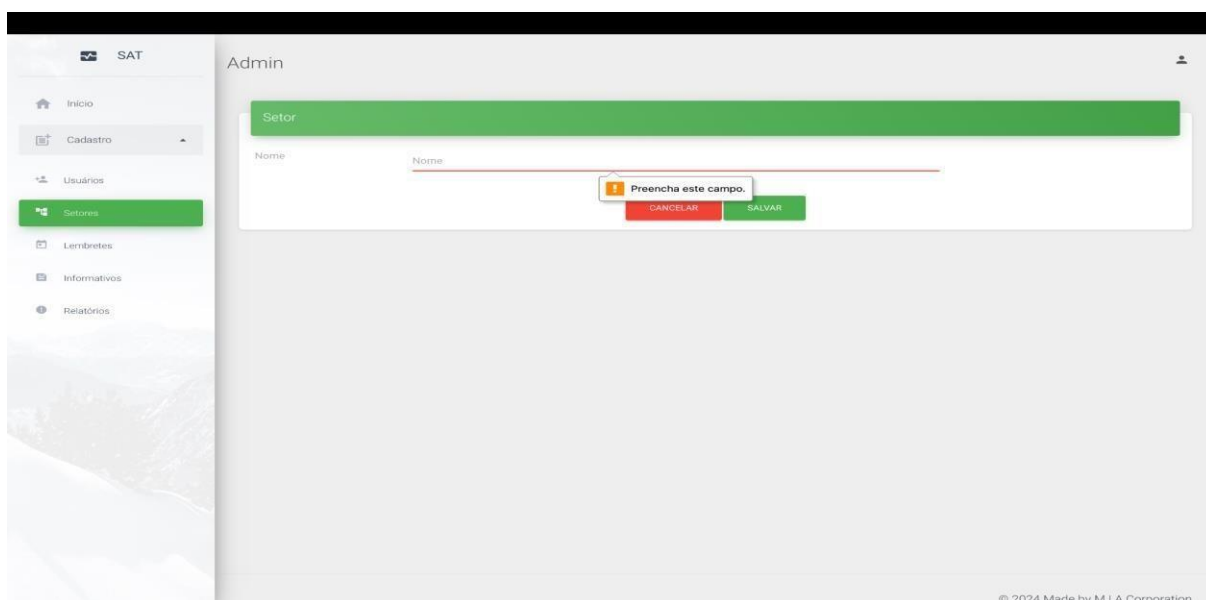 SAT
Admin
Início
Cadastro
Usuários
Setores
Lembretes
Informativos
Relatórios
Setor
Nome
Nome
Preencha este campo.
CANCELAR
SALVAR
© 2024 Made by M.I.A Corporation